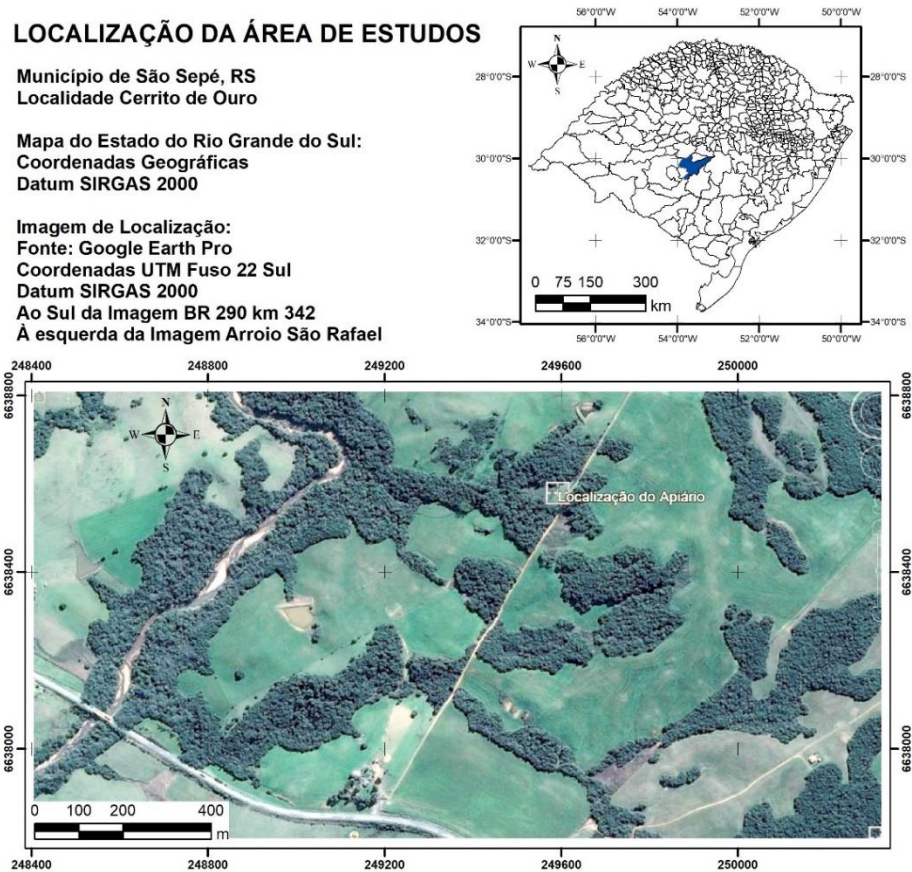 LOCALIZAÇÃO DA ÁREA DE ESTUDOS
Município de São Sepé, RS
Localidade Cerrito de Ouro
Mapa do Estado do Rio Grande do Sul:
Coordenadas Geográficas
Datum SIRGAS 2000
Imagem de Localização:
Fonte: Google Earth Pro
Coordenadas UTM Fuso 22 Sul
Datum SIRGAS 2000
Ao Sul da Imagem BR 290 km 342
À esquerda da Imagem Arroio São Rafael
56°0'0"W 54°0'0"W 52°0'0"W 50°0'0"W
N
W E
S
28°0'0"S 28°0'0"S
30°0'0"S 30°0'0"S
32°0'0"S 32°0'0"S
34°0'0"S 34°0'0"S
0 75 150 300
km
56°0'0"W 54°0'0"W 52°0'0"W 50°0'0"W
248400 248800 249200 249600 250000
6638800 6638800
N
W E
S
Localização do Apiário
6638400 6638400
6638000 6638000
0 100 200 400
m
248400 248800 249200 249600 250000